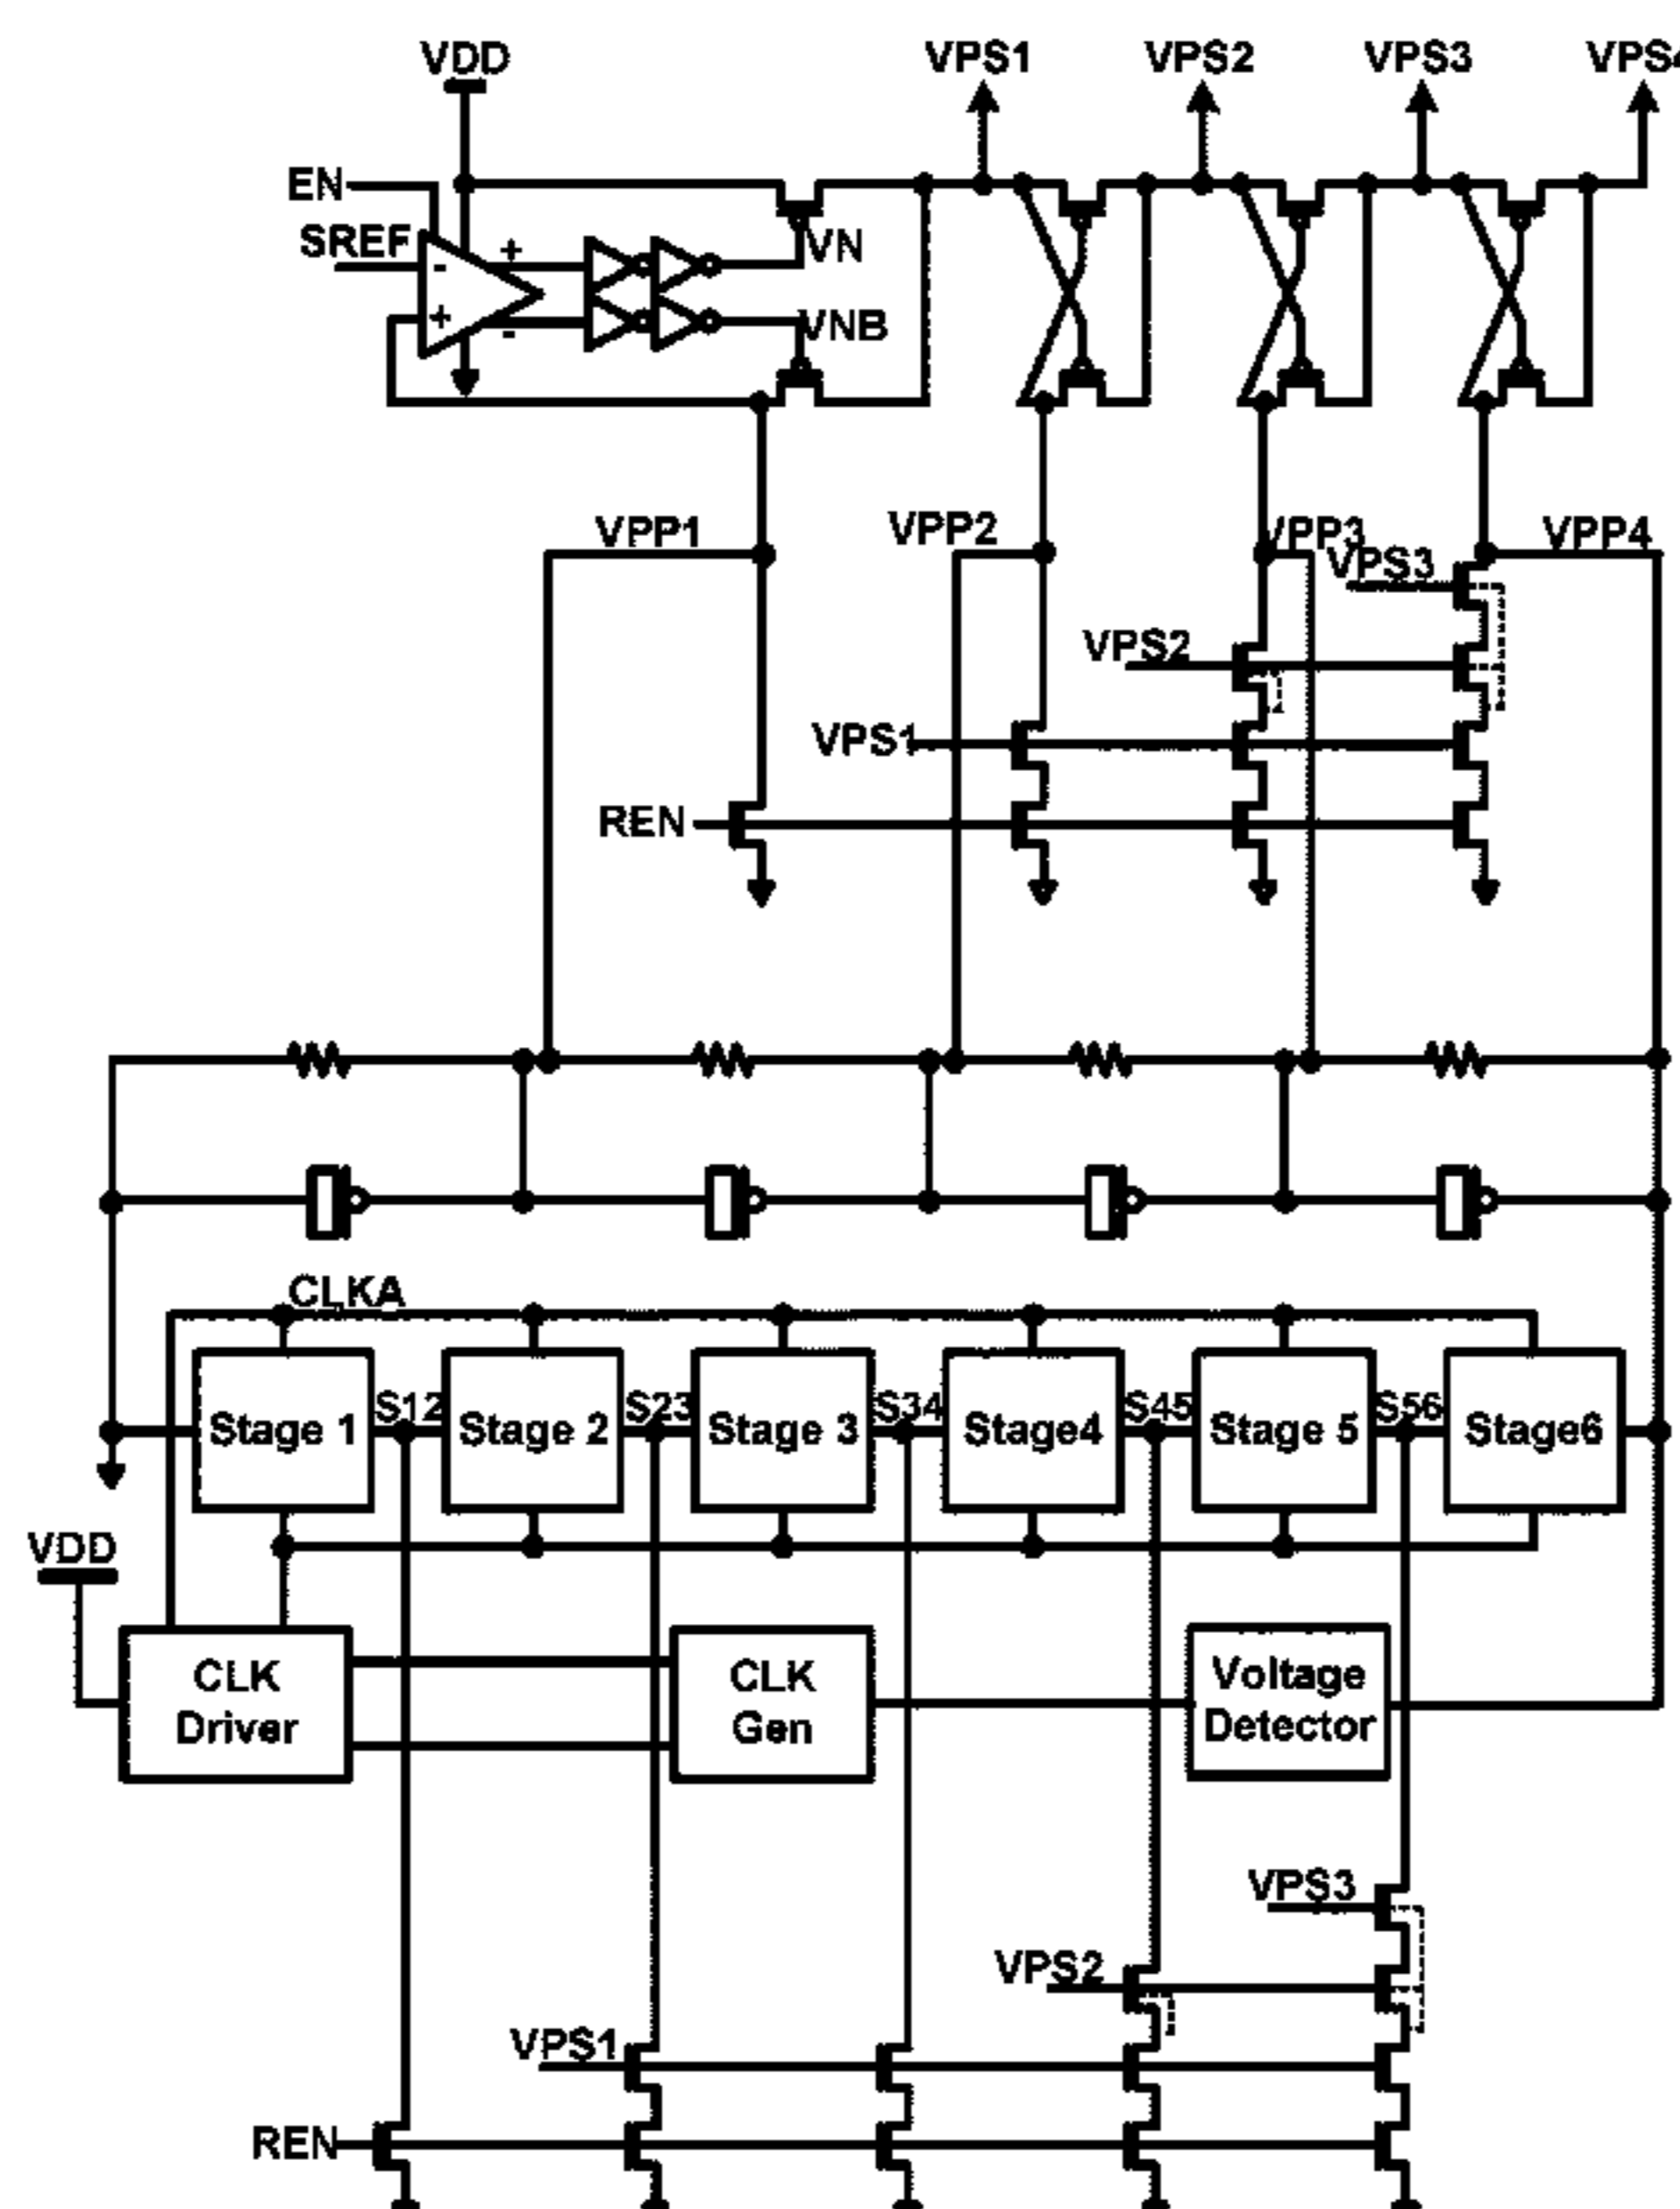 VDD
VPS1
VPS2
VPS3
VPS4
EN
SREF
+
-
VN
+
-
VNB
VPP1
VPP2
VPP3
VPP4
VPS3
VPS2
VPS1
REN
CLKA
Stage 1
S12
Stage 2
S23
Stage 3
S34
Stage4
S45
Stage 5
S56
Stage6
VDD
CLK
Driver
CLK
Gen
Voltage
Detector
VPS3
VPS2
VPS1
REN